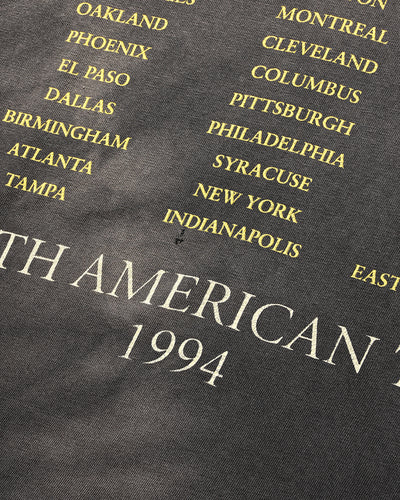 OAKLAND
PHOENIX
EL PASO
DALLAS
BIRMINGHAM
ATLANTA
TAMPA
MONTREAL
CLEVELAND
COLUMBUS
PITTSBURGH
PHILADELPHIA
SYRACUSE
NEW YORK
INDIANAPOLIS
EAST
TH AMERICAN T
1994